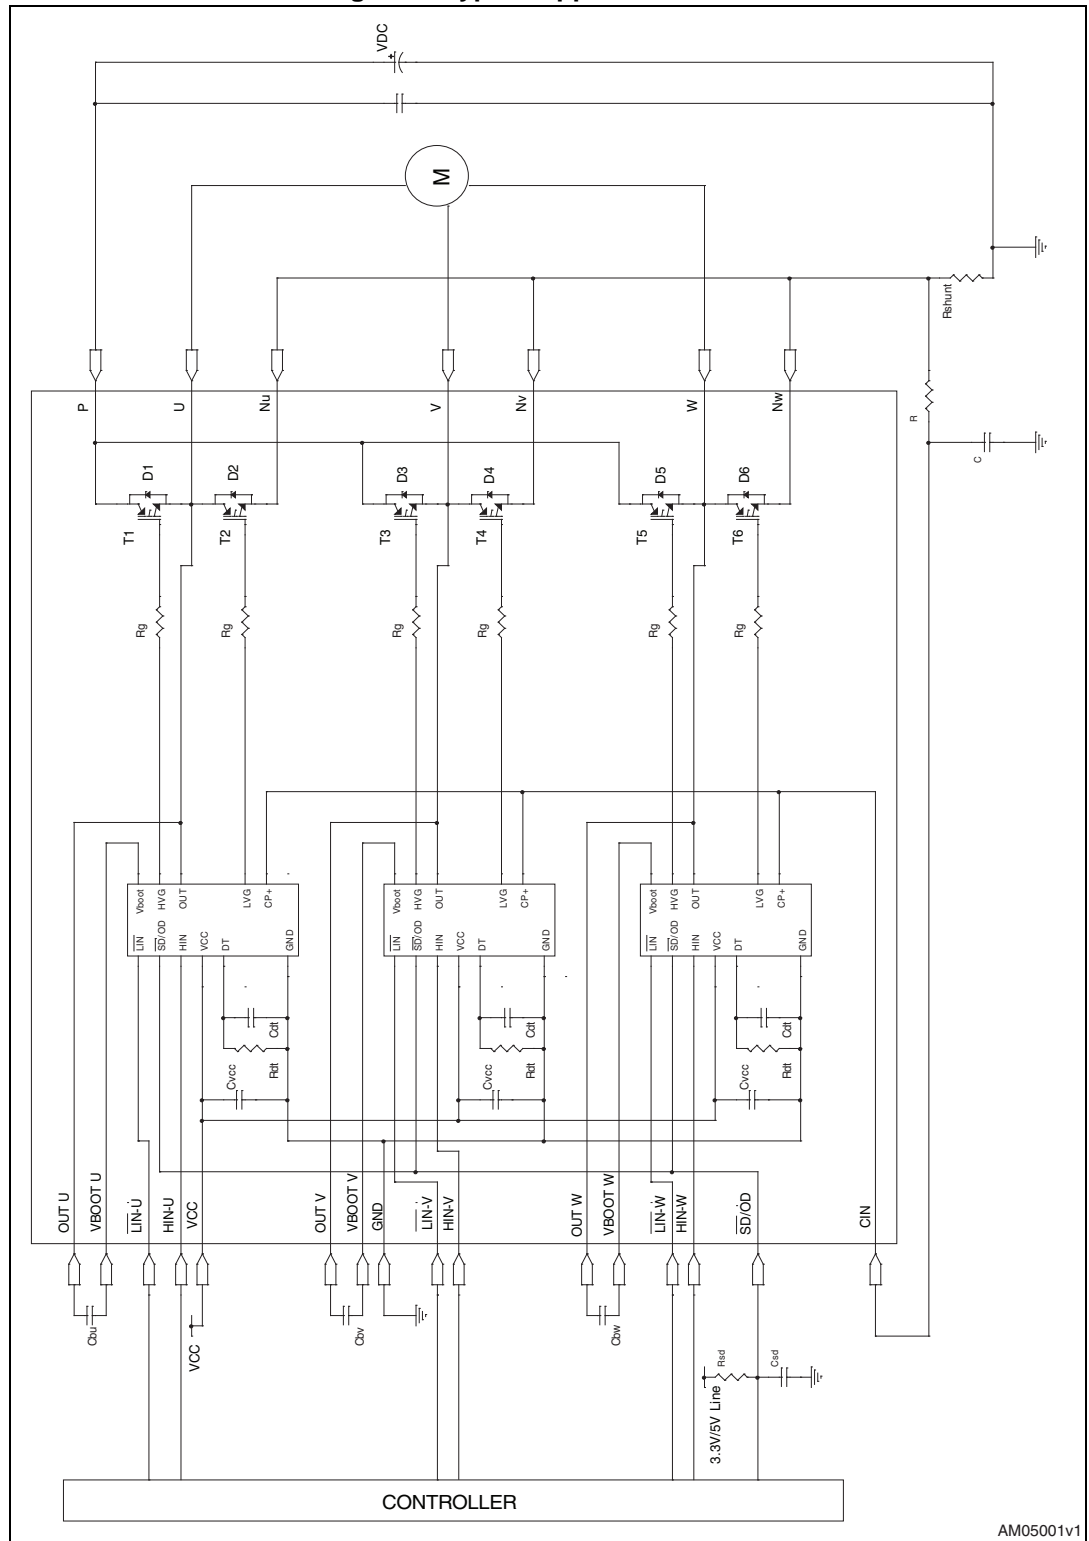 VDC
M
Rshunt
P
U
Nu
V
Nv
W
Nw
R
C
D1
D2
D3
D4
D5
D6
T1
T2
T3
T4
T5
T6
Rg
Rg
Rg
Rg
Rg
Rg
Vboot
HVG
OUT
LVG
CP+
LIN
SD/OD
HIN
VCC
DT
GND
Vboot
HVG
OUT
LVG
CP+
LIN
SD/OD
HIN
VCC
DT
GND
Vboot
HVG
OUT
LVG
CP+
LIN
SD/OD
HIN
VCC
DT
GND
Cdt
Rdt
Cvcc
Cdt
Rdt
Cvcc
Cdt
Rdt
Cvcc
OUT U
VBOOT U
LIN-U
HIN-U
VCC
OUT V
VBOOT V
GND
LIN-V
HIN-V
OUT W
VBOOT W
LIN-W
HIN-W
SD/OD
CIN
Cbu
VCC
Cbv
Cbw
Rsd
Csd
3.3V/5V Line
CONTROLLER
AM05001v1